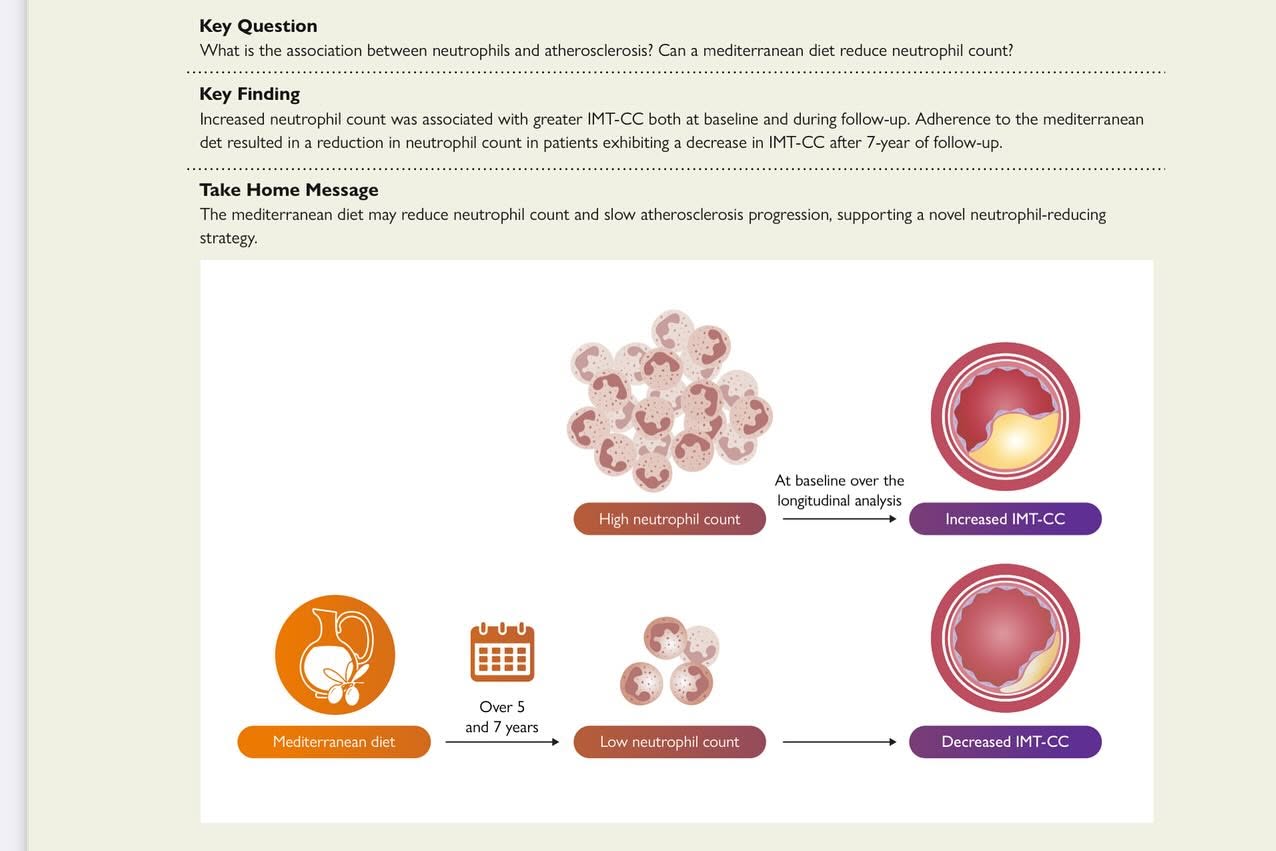 Key Question
What is the association between neutrophils and atherosclerosis? Can a mediterranean diet reduce neutrophil count?
Key Finding
Increased neutrophil count was associated with greater IMT-CC both at baseline and during follow-up. Adherence to the mediterranean
det resulted in a reduction in neutrophil count in patients exhibiting a decrease in IMT-CC after 7-year of follow-up.
Take Home Message
The mediterranean diet may reduce neutrophil count and slow atherosclerosis progression, supporting a novel neutrophil-reducing
strategy.
At baseline over the
longitudinal analysis
High neutrophil count
Increased IMT-CC
Over 5
and 7 years
Mediterranean diet
Low neutrophil count
Decreased IMT-CC